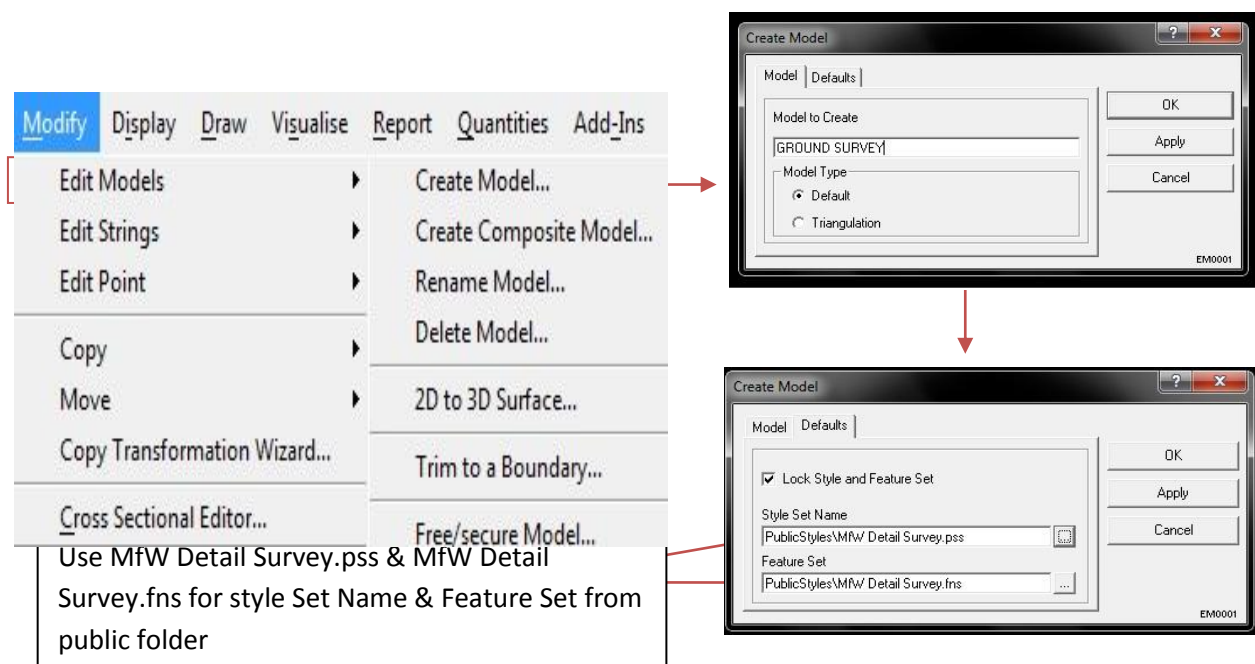 Modify Display Draw Visualise Report Quantities Add-Ins
Edit Models
Edit Strings
Edit Point
Copy
Move
Copy Transformation Wizard...
Cross Sectional Editor...
Create Model...
Create Composite Model...
Rename Model...
Delete Model...
2D to 3D Surface...
Trim to a Boundary...
Free/secure Model...
Use MfW Detail Survey.pss & MfW Detail
Survey.fns for style Set Name & Feature Set from
public folder
Create Model
Model Defaults
Model to Create
GROUND SURVEY
Model Type
Default
Triangulation
OK
Apply
Cancel
EM0001
Create Model
Model Defaults
Lock Style and Feature Set
Style Set Name
PublicStyles\MfW Detail Survey.pss
Feature Set
PublicStyles\MfW Detail Survey.fns
...
OK
Apply
Cancel
EM0001